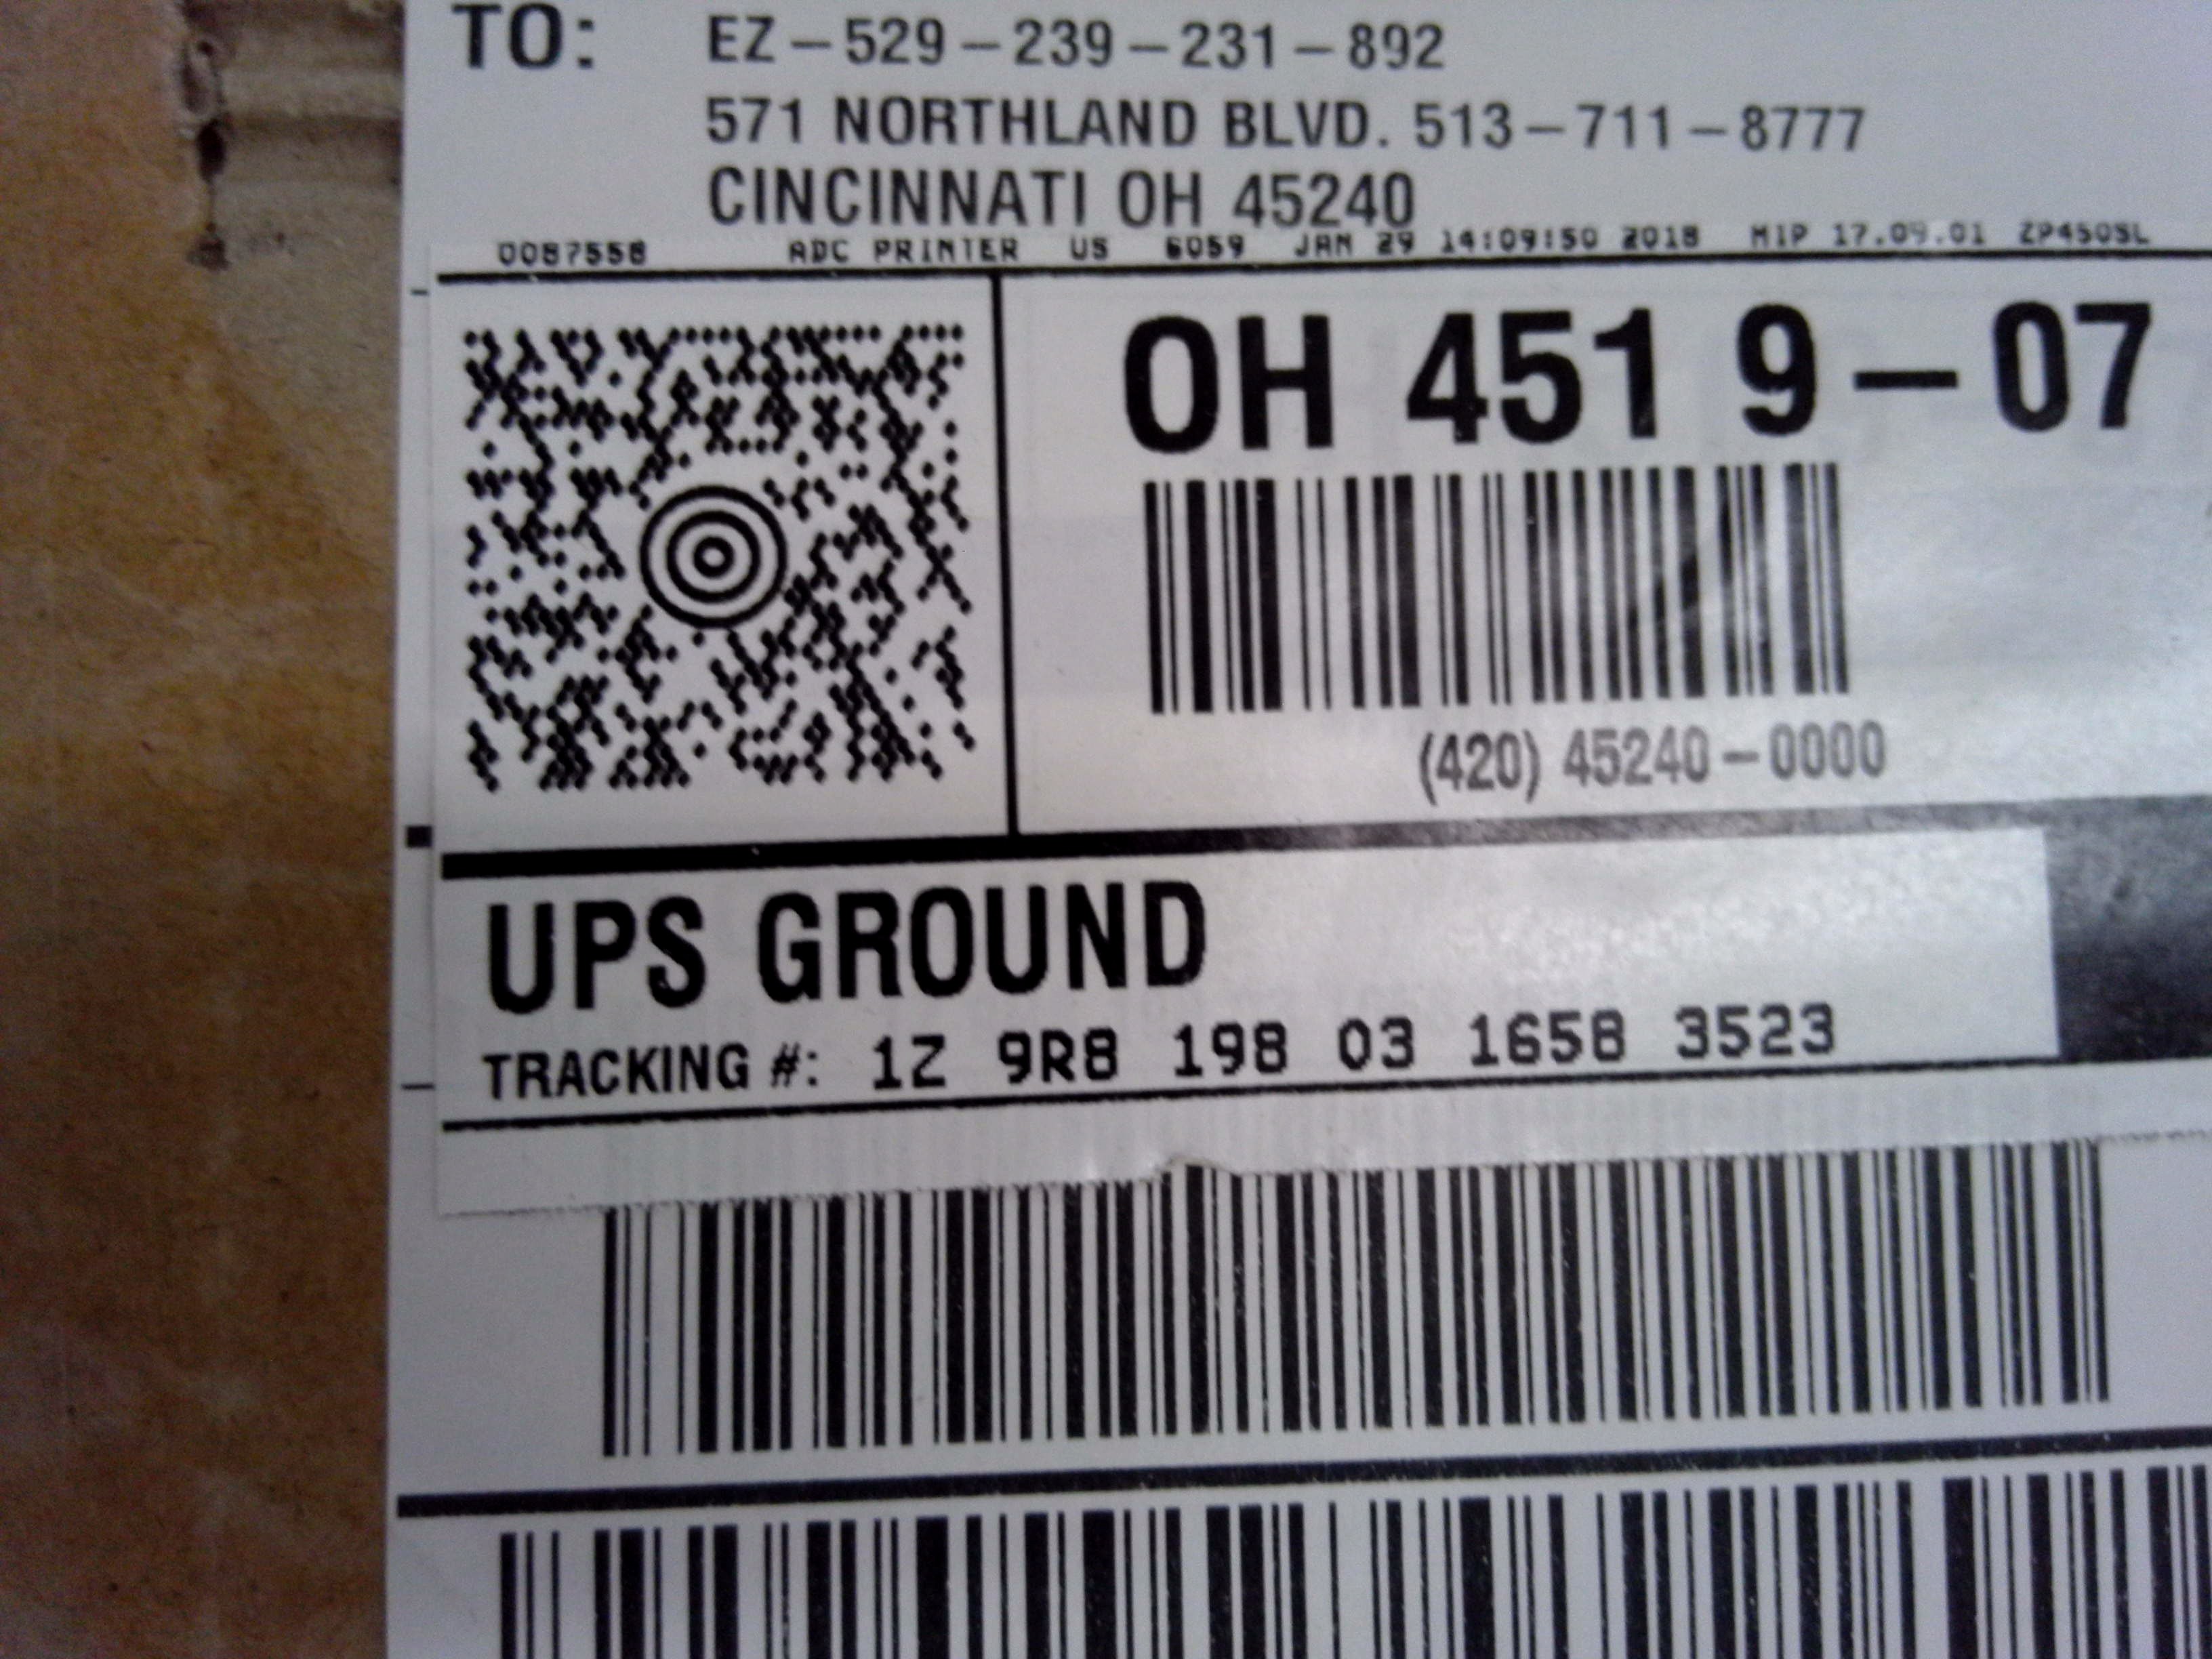 TO: EZ-529-239-231-892
571 NORTHLAND BLVD. 513-711-8777
CINCINNATI OH 45240
0087558 ADC PRINTER US 6059 JAN 29 14:09:50 2018 MIP 17.09.01 ZP450SL
OH 451 9-07
(420) 45240-0000
UPS GROUND
TRACKING #: 1Z 9R8 198 03 1658 3523